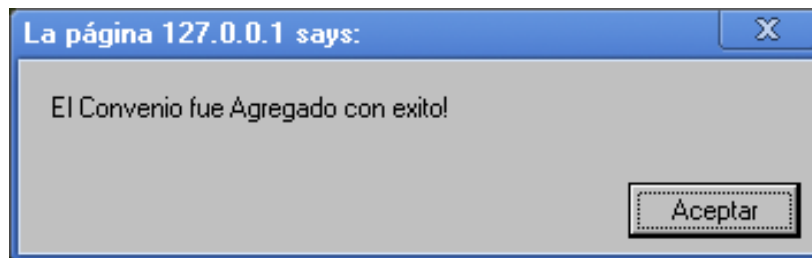 La página 127.0.0.1 says:
El Convenio fue Agregado con exito!
Aceptar